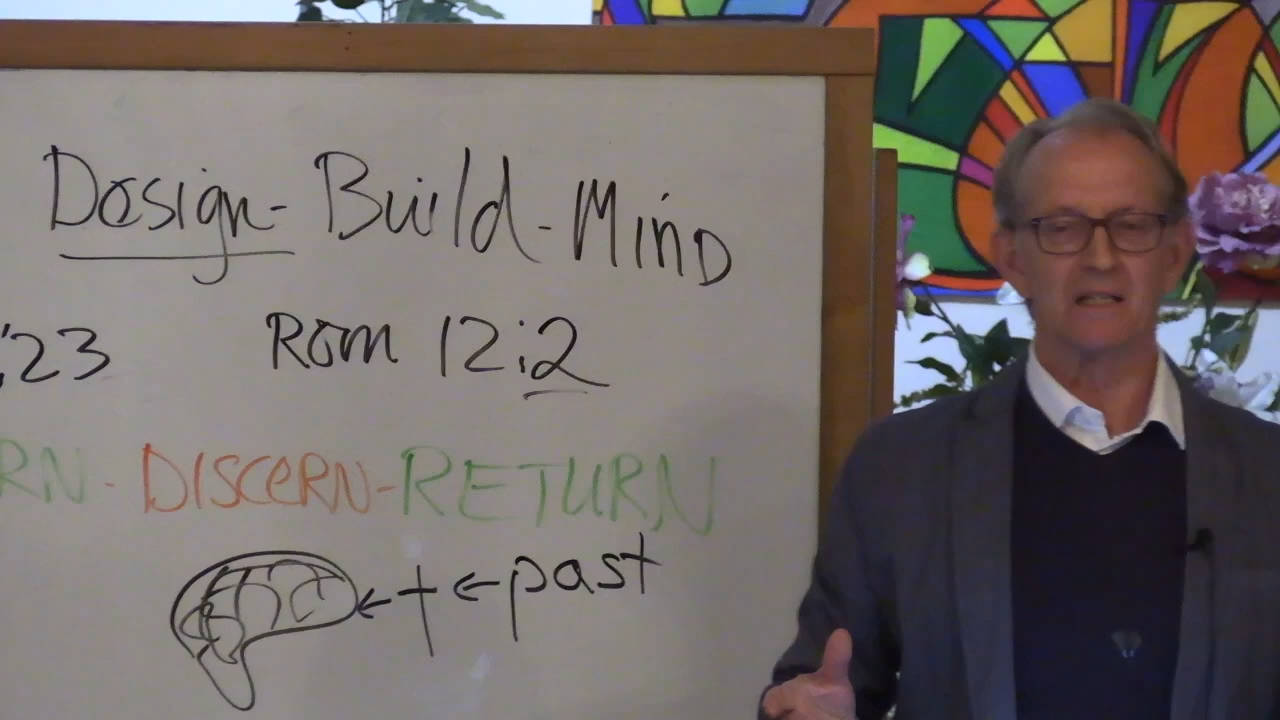 Design-Build-Mind
:23 Rom 12:2
RN-DISCERN-RETURN
← † ← past